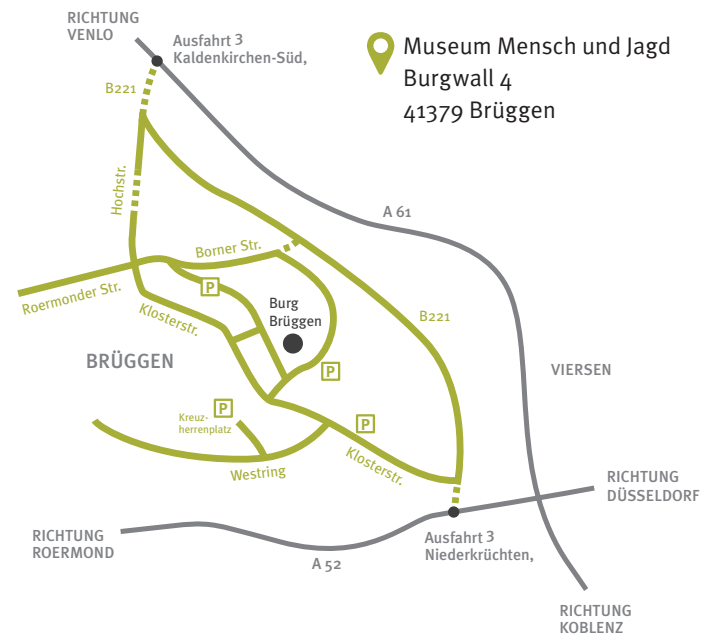 RICHTUNG
VENLO
Ausfahrt 3
Kaldenkirchen-Süd,
Museum Mensch und Jagd
Burgwall 4
41379 Brüggen
B221
Hochstr.
A 61
Borner Str.
Roermonder Str.
P
Klosterstr.
Burg
Brüggen
B221
BRÜGGEN
P
VIERSEN
P
Kreuz-
herrenplatz
P
Westring
Klosterstr.
RICHTUNG
DÜSSELDORF
RICHTUNG
ROERMOND
A 52
Ausfahrt 3
Niederkrüchten,
RICHTUNG
KOBLENZ